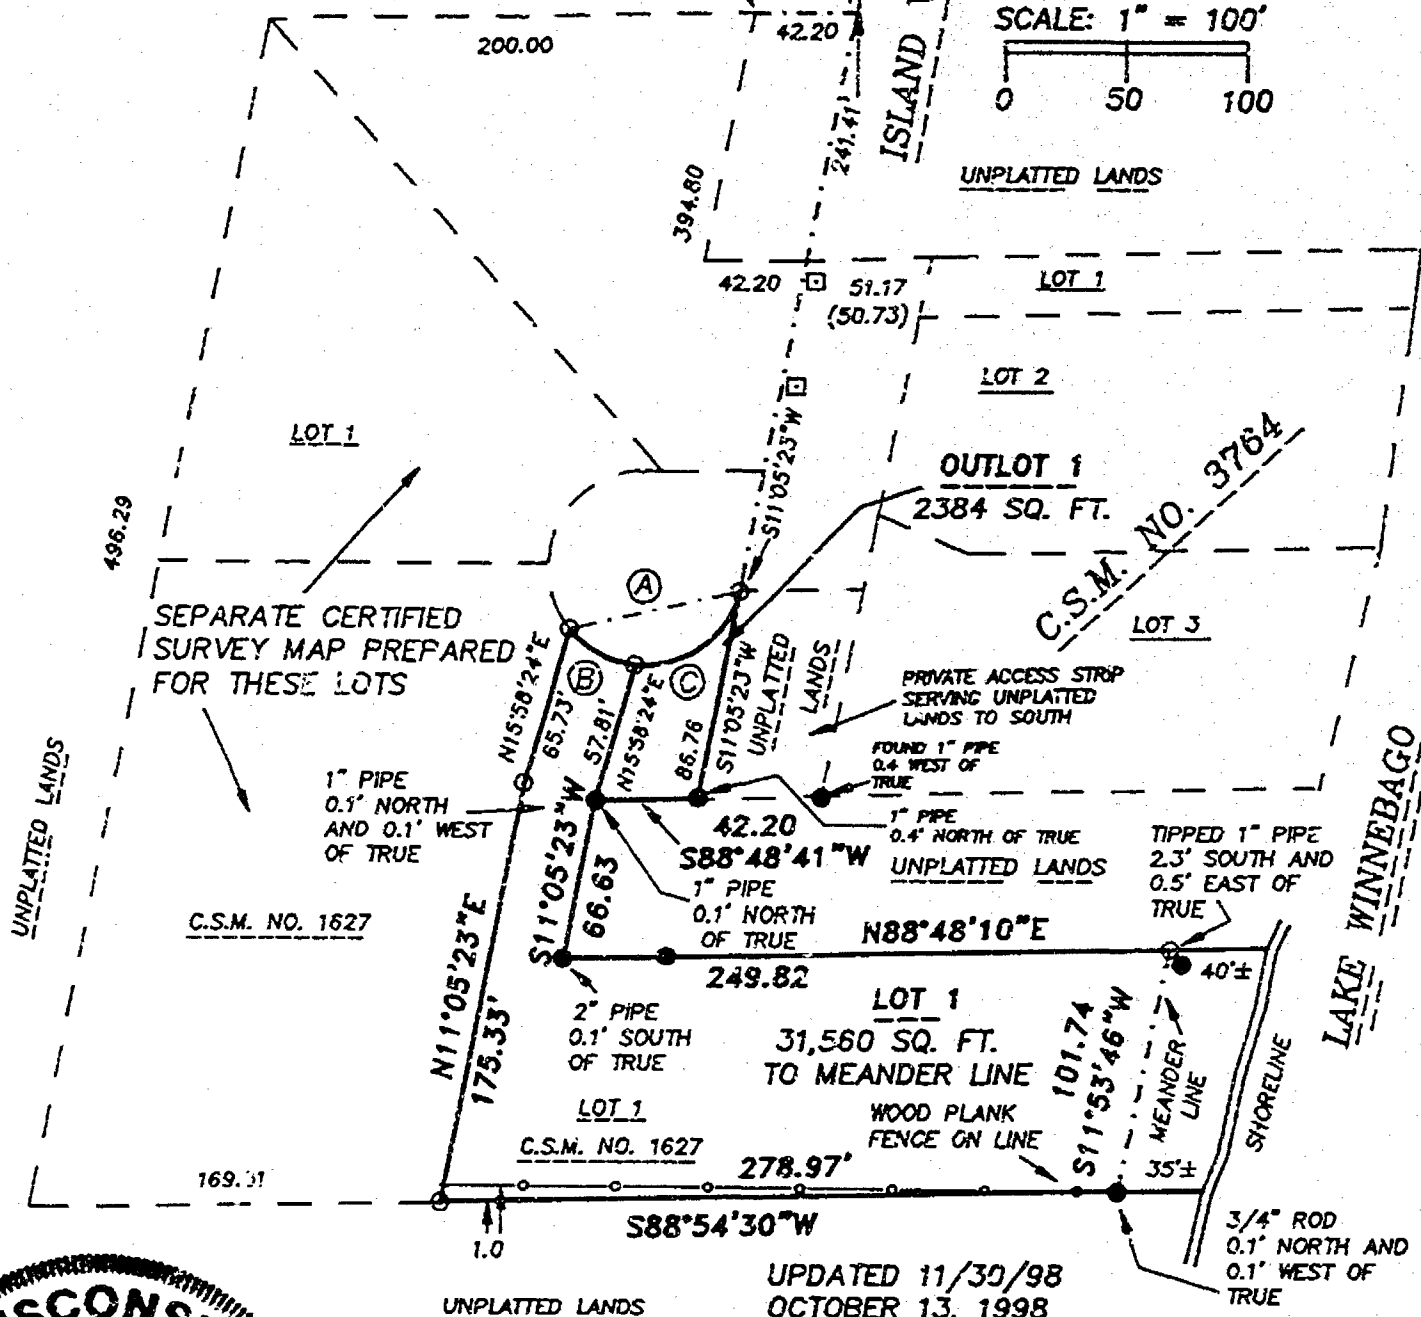 SCALE: 1" = 100'
0 50 100
200.00
42.20
241.41'
ISLAND
UNPLATTED LANDS
394.80
42.20
51.17
(50.73)
LOT 1
LOT 2
LOT 1
496.29
OUTLOT 1
2384 SQ. FT.
C.S.M. NO. 3764
S11°05'23"W
SEPARATE CERTIFIED
SURVEY MAP PREPARED
FOR THESE LOTS
A
B
C
LOT 3
N15°58'24"E
65.73'
57.81'
N15°58'24"E
86.76
S11°05'23"W
UNPLATTED
LANDS
PRIVATE ACCESS STRIP
SERVING UNPLATTED
LANDS TO SOUTH
FOUND 1" PIPE
0.4 WEST OF
TRUE
UNPLATTED LANDS
1" PIPE
0.1' NORTH
AND 0.1' WEST
OF TRUE
42.20
S88°48'41"W
1" PIPE
0.4' NORTH OF TRUE
UNPLATTED LANDS
TIPPED 1" PIPE
2.3' SOUTH AND
0.5' EAST OF
TRUE
LAKE WINNEBAGO
S11°05'23"W
66.63
1" PIPE
0.1' NORTH
OF TRUE
C.S.M. NO. 1627
N88°48'10"E
249.82
40'±
N11°05'23"E
175.33'
2" PIPE
0.1' SOUTH
OF TRUE
LOT 1
31,560 SQ. FT.
TO MEANDER LINE
101.74
S11°53'46"W
MEANDER
LINE
SHORELINE
LOT 1
C.S.M. NO. 1627
WOOD PLANK
FENCE ON LINE
278.97'
35'±
S88°54'30"W
1.0
3/4" ROD
0.1' NORTH AND
0.1' WEST OF
TRUE
UPDATED 11/30/98
OCTOBER 13, 1998
UNPLATTED LANDS